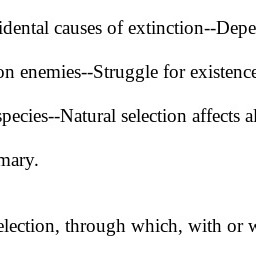 idental causes of extinction--Depe
on enemies--Struggle for existence
species--Natural selection affects al
mary.
election, through which, with or w